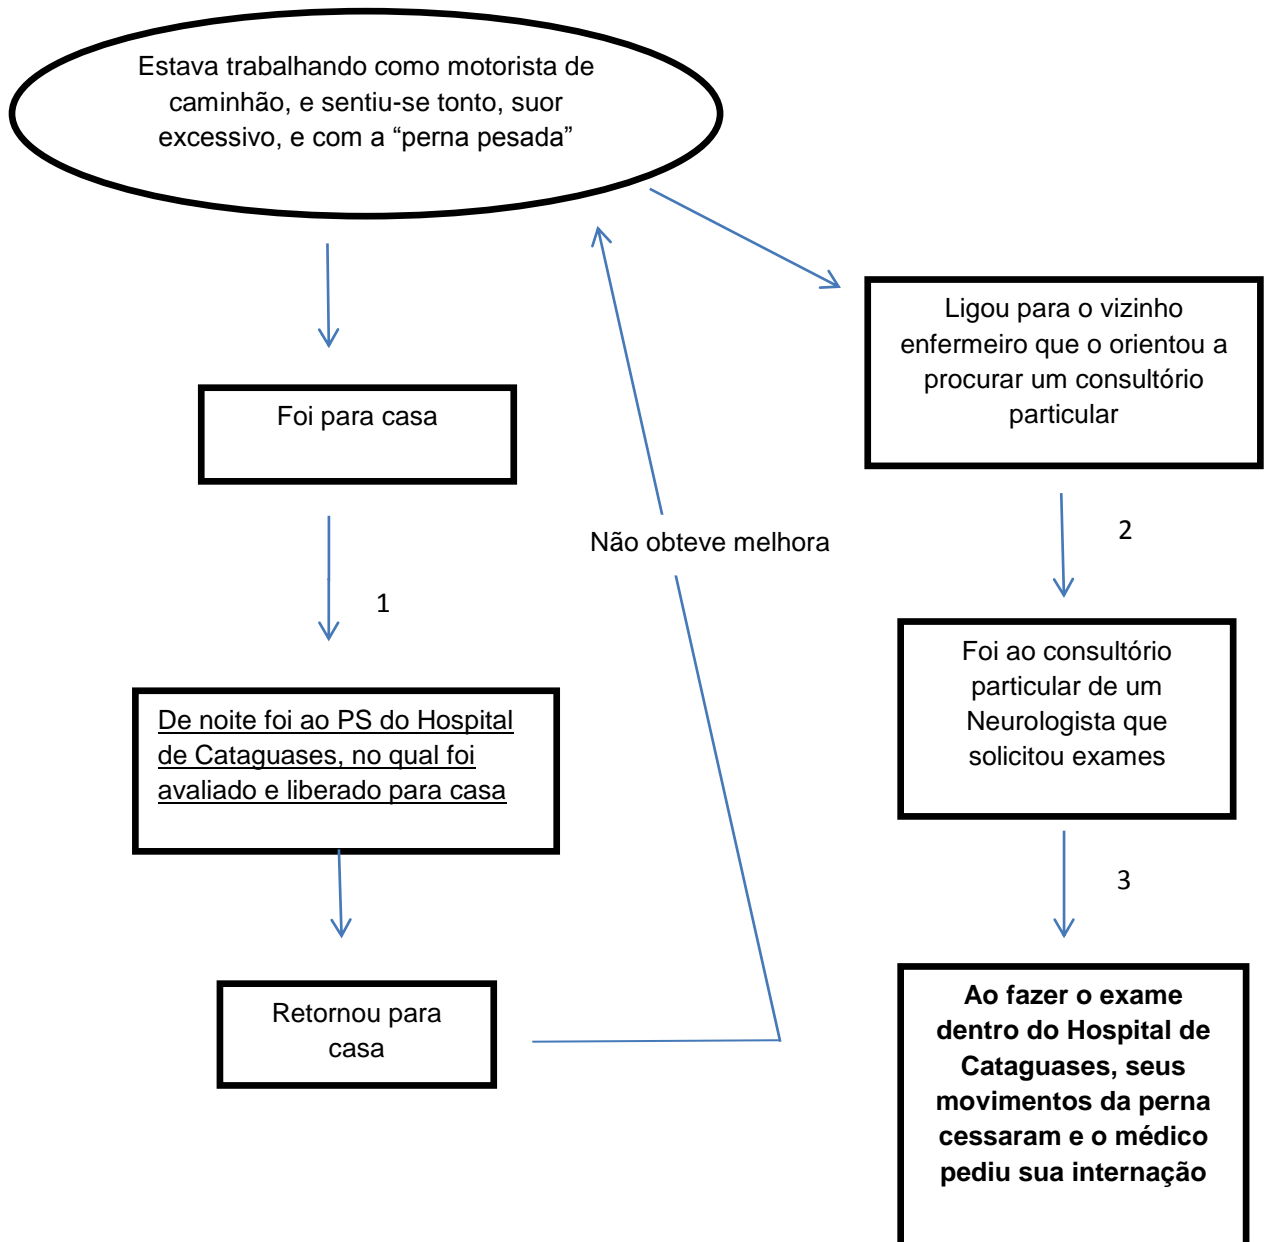 Estava trabalhando como motorista de
caminhão, e sentiu-se tonto, suor
excessivo, e com a “perna pesada”
Foi para casa
1
De noite foi ao PS do Hospital
de Cataguases, no qual foi
avaliado e liberado para casa
Retornou para
casa
Não obteve melhora
Ligou para o vizinho
enfermeiro que o orientou a
procurar um consultório
particular
2
Foi ao consultório
particular de um
Neurologista que
solicitou exames
3
Ao fazer o exame
dentro do Hospital de
Cataguases, seus
movimentos da perna
cessaram e o médico
pediu sua internação